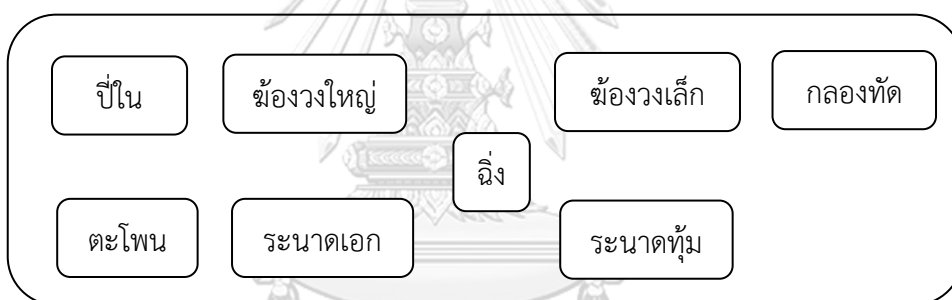 ปี่ใน ฆ้องวงใหญ่ ฆ้องวงเล็ก กลองทัด
ฉิ่ง
ตะโพน ระนาดเอก ระนาดทุ้ม